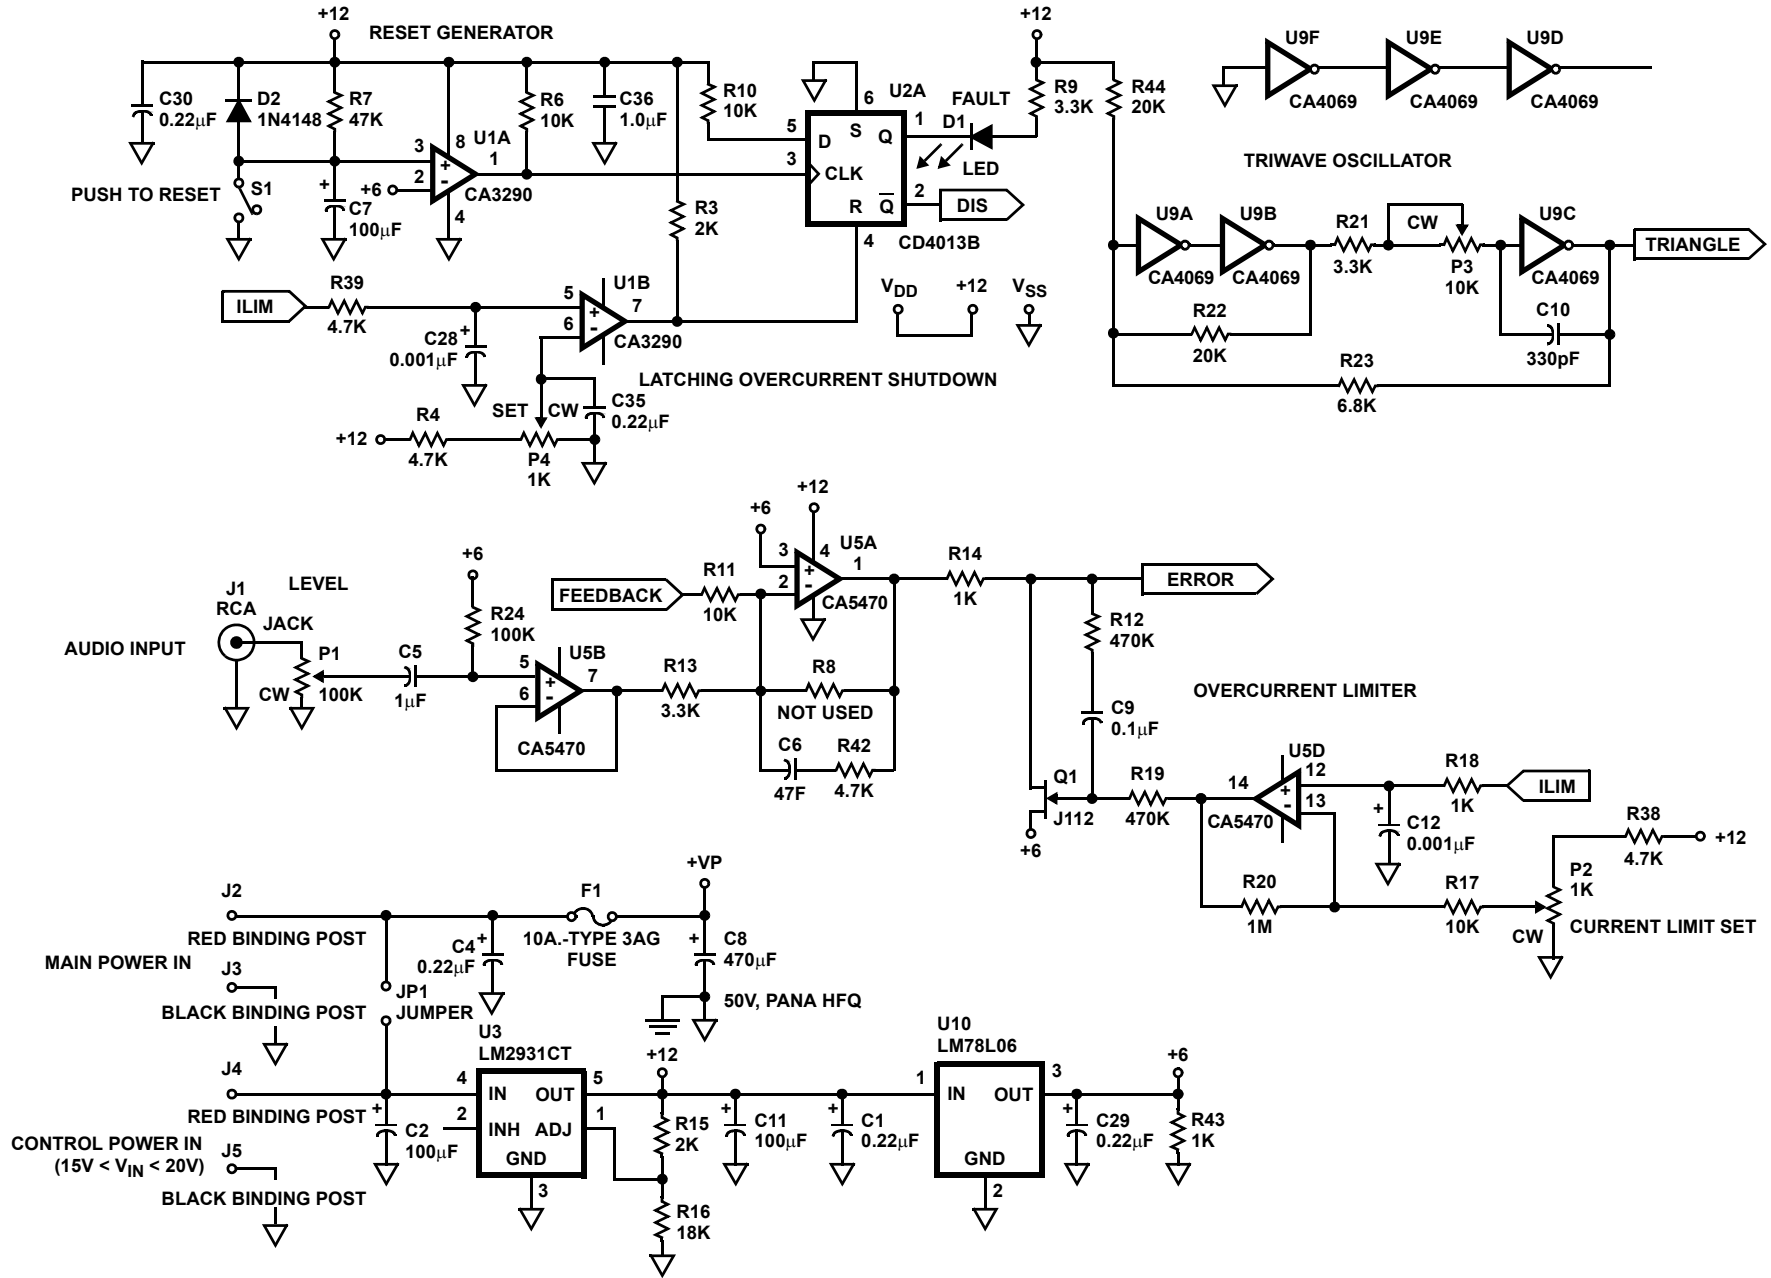 +12
RESET GENERATOR
C30
0.22µF
D2
1N4148
R7
47K
3
2
+
-
8
U1A
1
CA3290
4
+6
PUSH TO RESET
S1
+
C7
100µF
R6
10K
C36
1.0µF
R10
10K
R3
2K
U2A
6
S
5
D
3
CLK
Q
1
R
Q
2
4
CD4013B
DIS
FAULT
D1
LED
+12
R9
3.3K
R44
20K
VDD
+12
VSS
ILIM
R39
4.7K
+
C28
0.001µF
5
6
+
-
U1B
7
CA3290
LATCHING OVERCURRENT SHUTDOWN
SET
CW
C35
0.22µF
+12
R4
4.7K
P4
1K
U9F
CA4069
U9E
CA4069
U9D
CA4069
TRIWAVE OSCILLATOR
U9A
CA4069
U9B
CA4069
R21
3.3K
CW
P3
10K
U9C
CA4069
TRIANGLE
R22
20K
C10
330pF
R23
6.8K
AUDIO INPUT
J1
RCA
JACK
LEVEL
P1
100K
CW
C5
1µF
+6
R24
100K
5
6
+
-
U5B
7
CA5470
R13
3.3K
FEEDBACK
R11
10K
+6
+12
3
2
+
-
4
U5A
1
CA5470
R8
NOT USED
C6
47F
R42
4.7K
R14
1K
ERROR
R12
470K
C9
0.1µF
Q1
J112
+6
R19
470K
OVERCURRENT LIMITER
U5D
14
12
13
+
-
CA5470
R18
1K
ILIM
+
C12
0.001µF
R38
4.7K
+12
P2
1K
R20
1M
R17
10K
CW
CURRENT LIMIT SET
J2
RED BINDING POST
MAIN POWER IN
J3
BLACK BINDING POST
JP1
JUMPER
C4
+
0.22µF
F1
10A.-TYPE 3AG
FUSE
+VP
+
C8
470µF
50V, PANA HFQ
J4
RED BINDING POST
CONTROL POWER IN
(15V < VIN < 20V)
J5
BLACK BINDING POST
+
C2
100µF
U3
LM2931CT
4
IN
OUT
5
2
INH
ADJ
1
GND
3
+12
R15
2K
R16
18K
+
C11
100µF
+
C1
0.22µF
U10
LM78L06
1
IN
OUT
3
GND
2
+
C29
0.22µF
+6
R43
1K